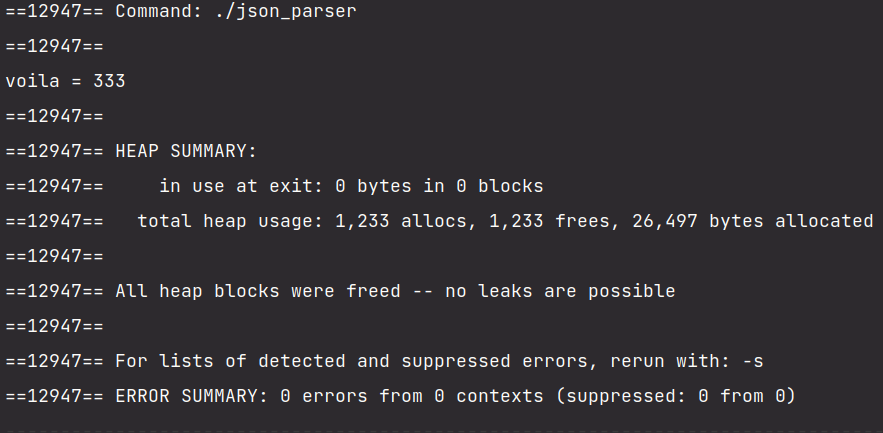 ==12947== Command: ./json_parser
==12947==
voila = 333
==12947==
==12947== HEAP SUMMARY:
==12947==     in use at exit: 0 bytes in 0 blocks
==12947==   total heap usage: 1,233 allocs, 1,233 frees, 26,497 bytes allocated
==12947==
==12947== All heap blocks were freed -- no leaks are possible
==12947==
==12947== For lists of detected and suppressed errors, rerun with: -s
==12947== ERROR SUMMARY: 0 errors from 0 contexts (suppressed: 0 from 0)